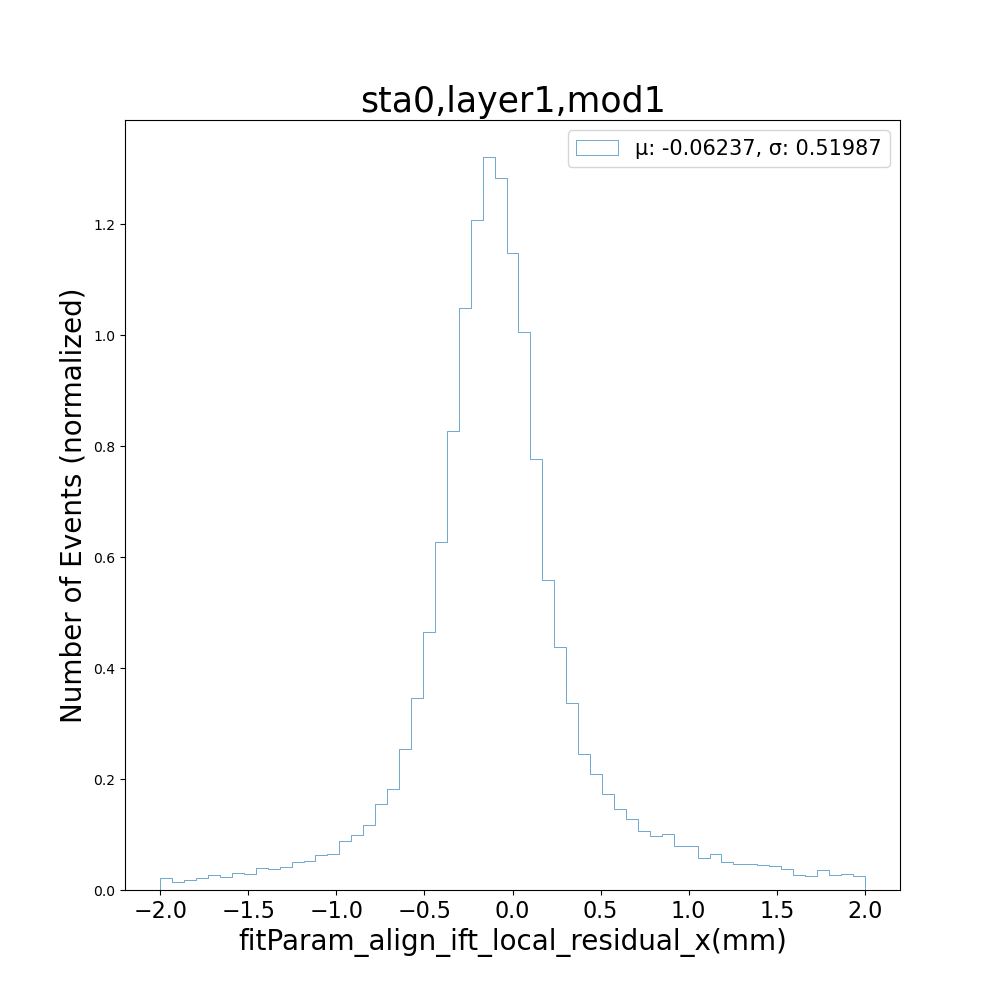 sta0,layer1,mod1
μ: -0.06237, σ: 0.51987
Number of Events (normalized)
1.2
1.0
0.8
0.6
0.4
0.2
0.0
−2.0 −1.5 −1.0 −0.5 0.0 0.5 1.0 1.5 2.0
fitParam_align_ift_local_residual_x(mm)